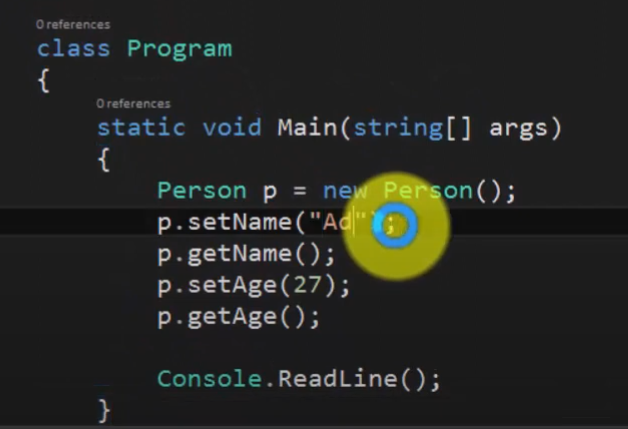 0 references
class Program
{
0 references
static void Main(string[] args)
{
Person p = new Person();
p.setName("Ad");
p.getName();
p.setAge(27);
p.getAge();
Console.ReadLine();
}